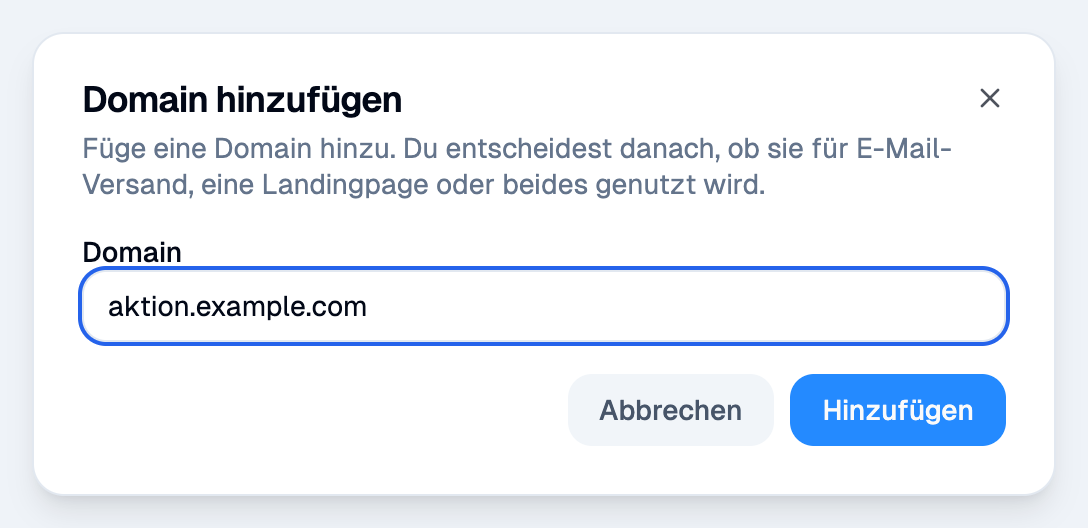 Domain hinzufügen
Füge eine Domain hinzu. Du entscheidest danach, ob sie für E-Mail-
Versand, eine Landingpage oder beides genutzt wird.
Domain
aktion.example.com
Abbrechen
Hinzufügen